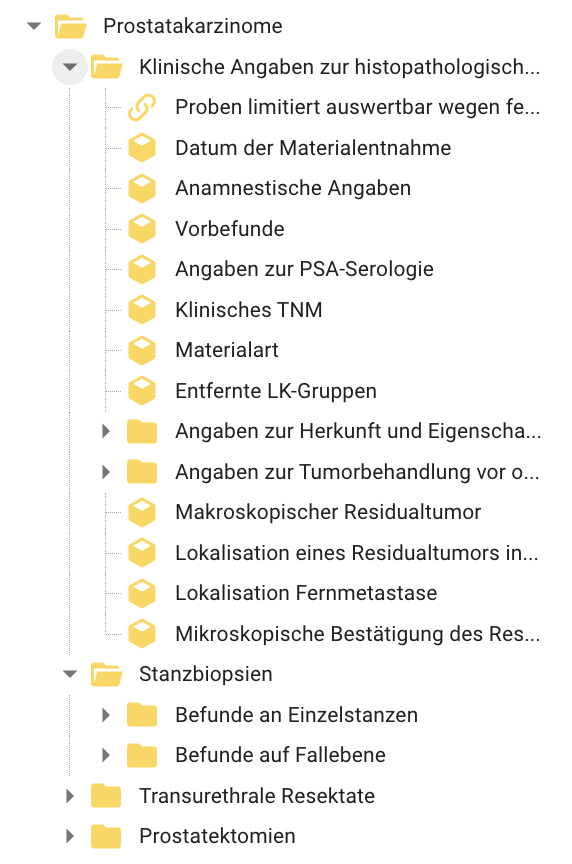 Prostatakarzinome
Klinische Angaben zur histopathologisch...
Proben limitiert auswertbar wegen fe...
Datum der Materialentnahme
Anamnestische Angaben
Vorbefunde
Angaben zur PSA-Serologie
Klinisches TNM
Materialart
Entfernte LK-Gruppen
Angaben zur Herkunft und Eigenscha...
Angaben zur Tumorbehandlung vor o...
Makroskopischer Residualtumor
Lokalisation eines Residualtumors in...
Lokalisation Fernmetastase
Mikroskopische Bestätigung des Res...
Stanzbiopsien
Befunde an Einzelstanzen
Befunde auf Fallebene
Transurethrale Resektate
Prostatektomien